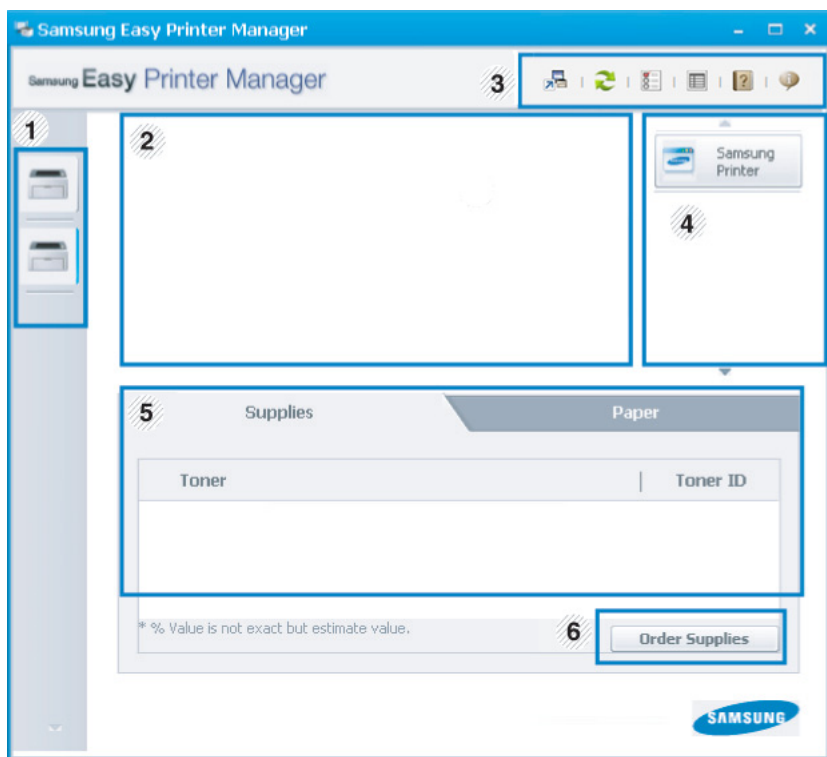 Samsung Easy Printer Manager
Samsung Easy Printer Manager
3
1
2
Samsung
Printer
4
5
Supplies
Paper
Toner
Toner ID
* % Value is not exact but estimate value.
6
Order Supplies
SAMSUNG